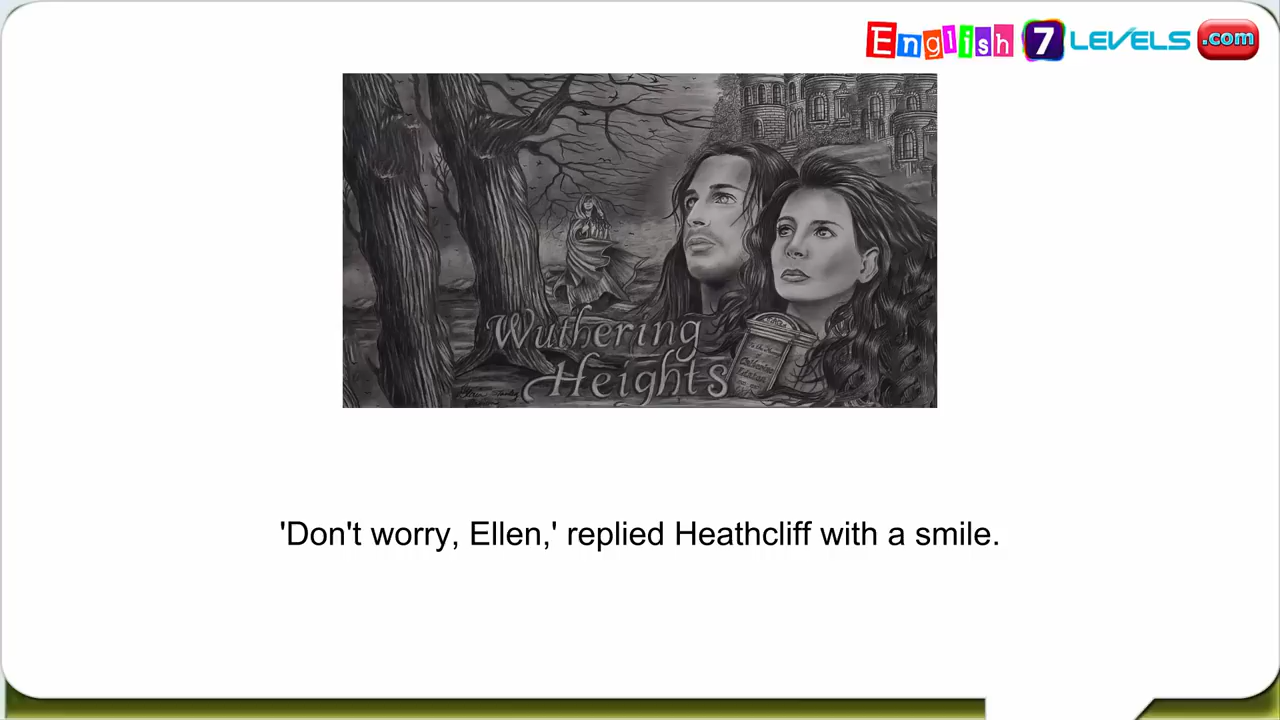 English 7 LEVELS .com
Wuthering
Heights
'Don't worry, Ellen,' replied Heathcliff with a smile.